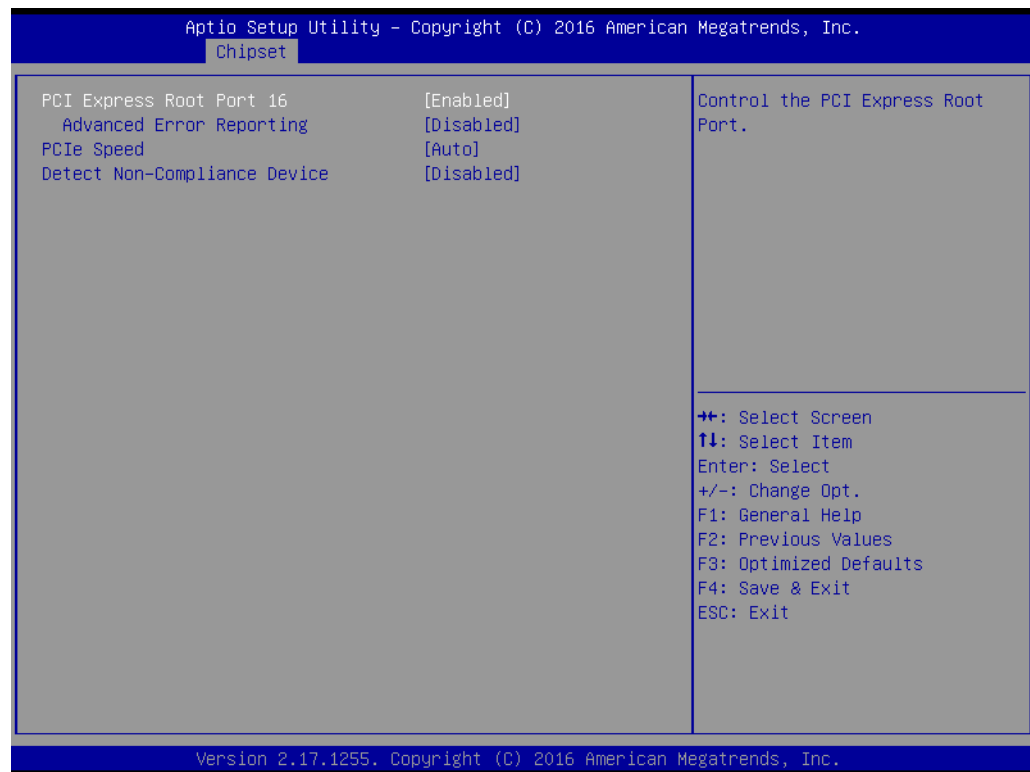 Aptio Setup Utility – Copyright (C) 2016 American Megatrends, Inc.
Chipset
PCI Express Root Port 16 [Enabled]
Advanced Error Reporting [Disabled]
PCIe Speed [Auto]
Detect Non-Compliance Device [Disabled]
Control the PCI Express Root
Port.
→←: Select Screen
↑↓: Select Item
Enter: Select
+/-: Change Opt.
F1: General Help
F2: Previous Values
F3: Optimized Defaults
F4: Save & Exit
ESC: Exit
Version 2.17.1255. Copyright (C) 2016 American Megatrends, Inc.